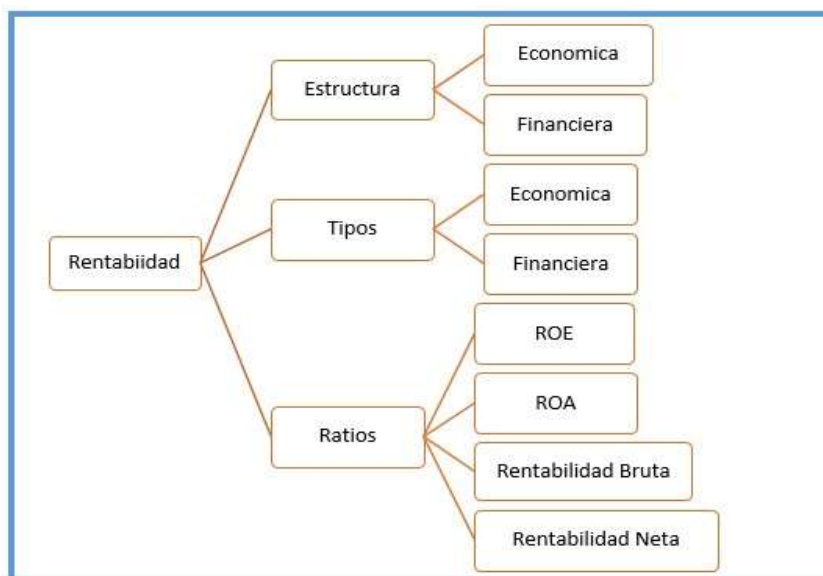 Rentabiidad
Estructura
Economica
Financiera
Tipos
Economica
Financiera
Ratios
ROE
ROA
Rentabilidad Bruta
Rentabilidad Neta